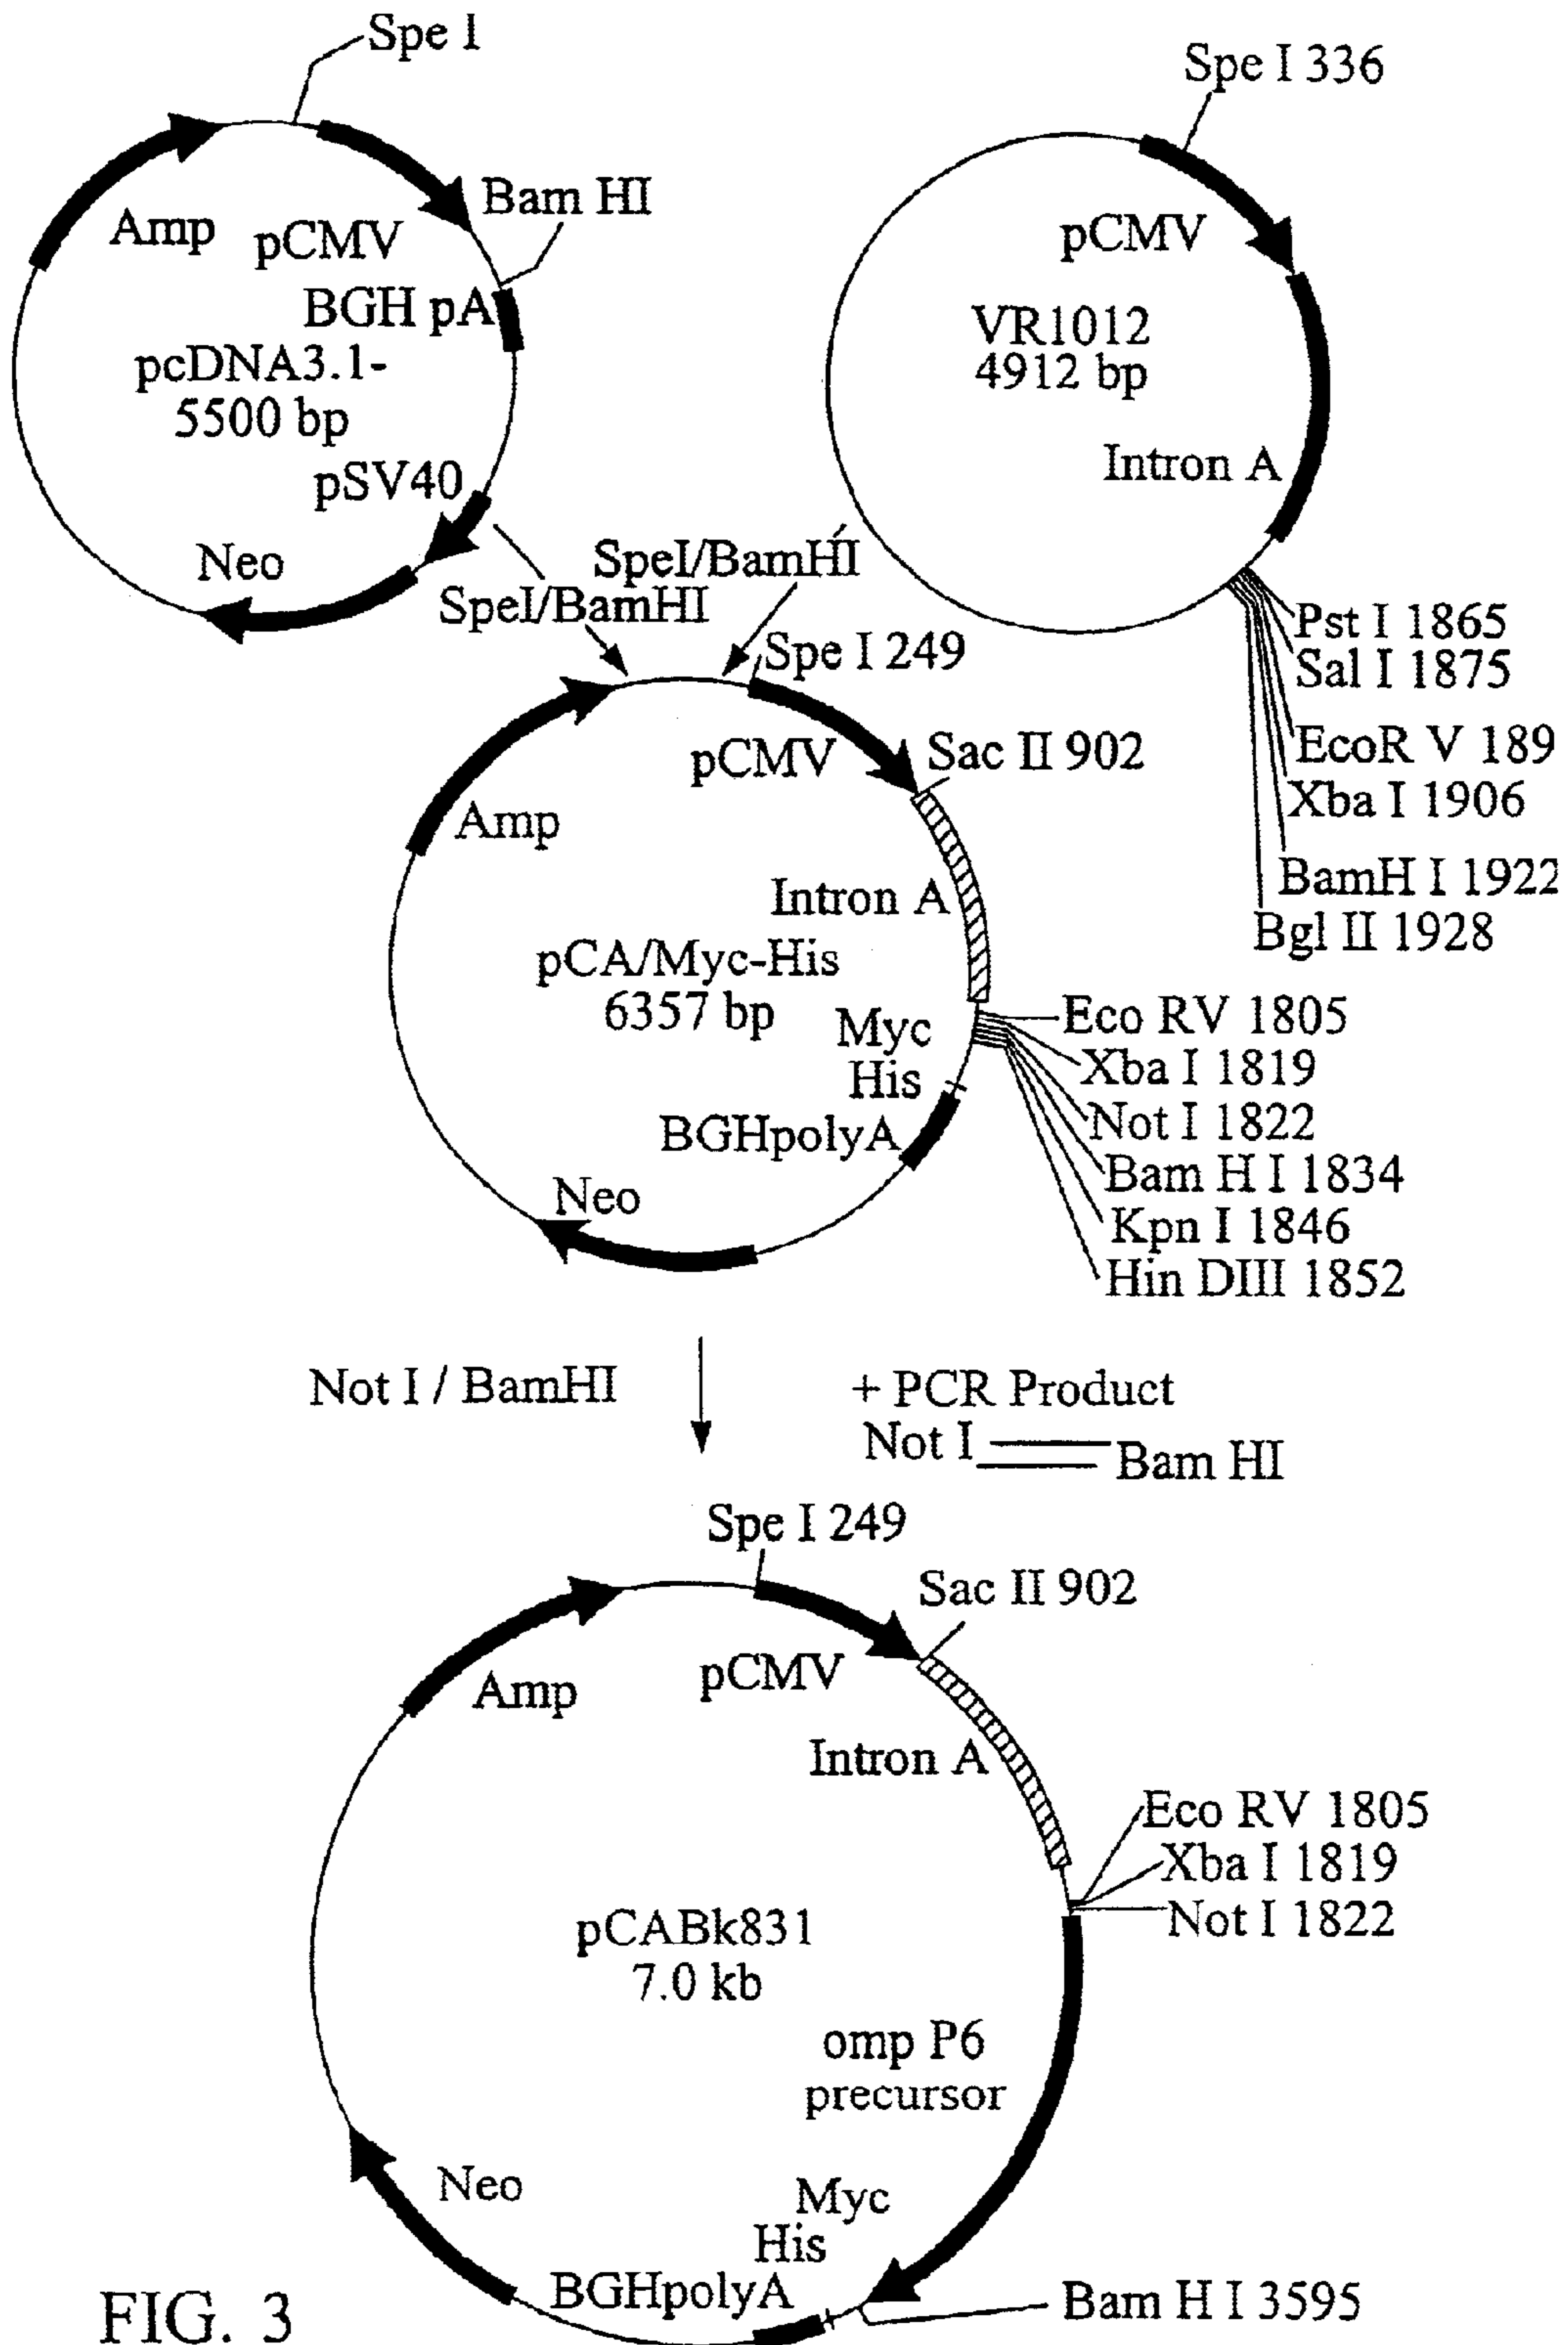 Spe I
Bam HI
Amp
pCMV
BGH pA
pcDNA3.1-
5500 bp
pSV40
Neo
SpeI/BamHI
Spe I 336
pCMV
VR1012
4912 bp
Intron A
SpeI/BamHI
Pst I 1865
Sal I 1875
EcoR V 189
Xba I 1906
BamH I 1922
Bgl II 1928
Spe I 249
pCMV
Sac II 902
Amp
Intron A
pCA/Myc-His
6357 bp
Myc
His
BGHpolyA
Neo
Eco RV 1805
Xba I 1819
Not I 1822
Bam H I 1834
Kpn I 1846
Hin DIII 1852
Not I / BamHI
+ PCR Product
Not I
Bam HI
Spe I 249
Sac II 902
Amp
pCMV
Intron A
Eco RV 1805
Xba I 1819
Not I 1822
pCABk831
7.0 kb
omp P6
precursor
Neo
Myc
His
BGHpolyA
Bam H I 3595
FIG. 3